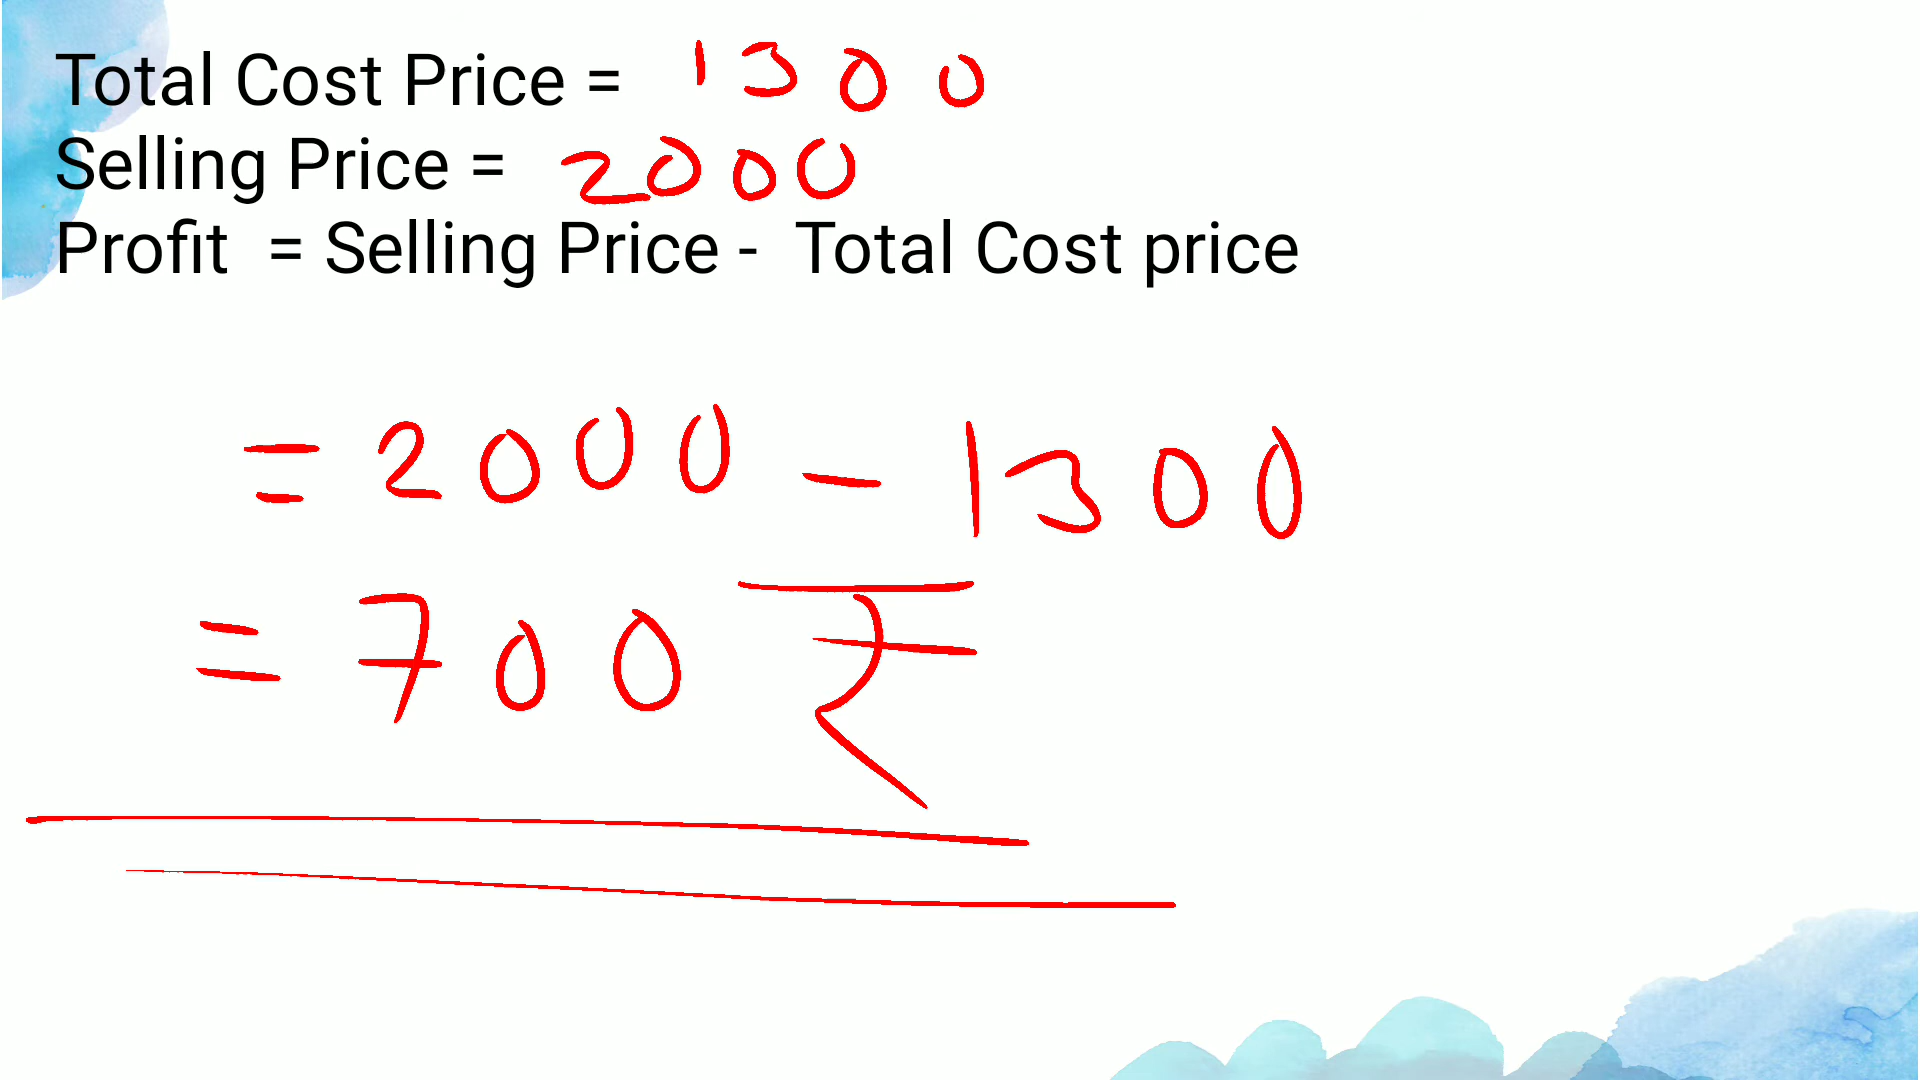 Total Cost Price = 1300
Selling Price = 2000
Profit = Selling Price - Total Cost price
= 2000 - 1300
= 700 ₹